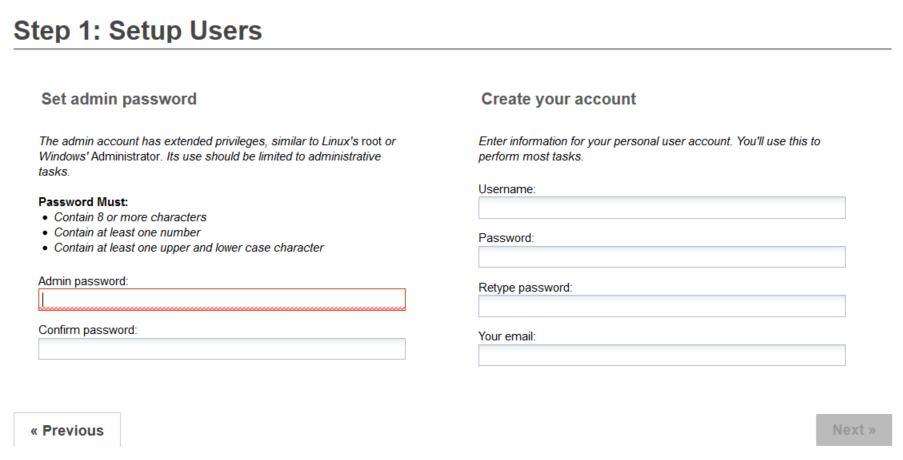 Step 1: Setup Users
Set admin password
The admin account has extended privileges, similar to Linux's root or
Windows' Administrator. Its use should be limited to administrative
tasks.
Password Must:
• Contain 8 or more characters
• Contain at least one number
• Contain at least one upper and lower case character
Admin password:
Confirm password:
Create your account
Enter information for your personal user account. You'll use this to
perform most tasks.
Username:
Password:
Retype password:
Your email:
« Previous
Next »